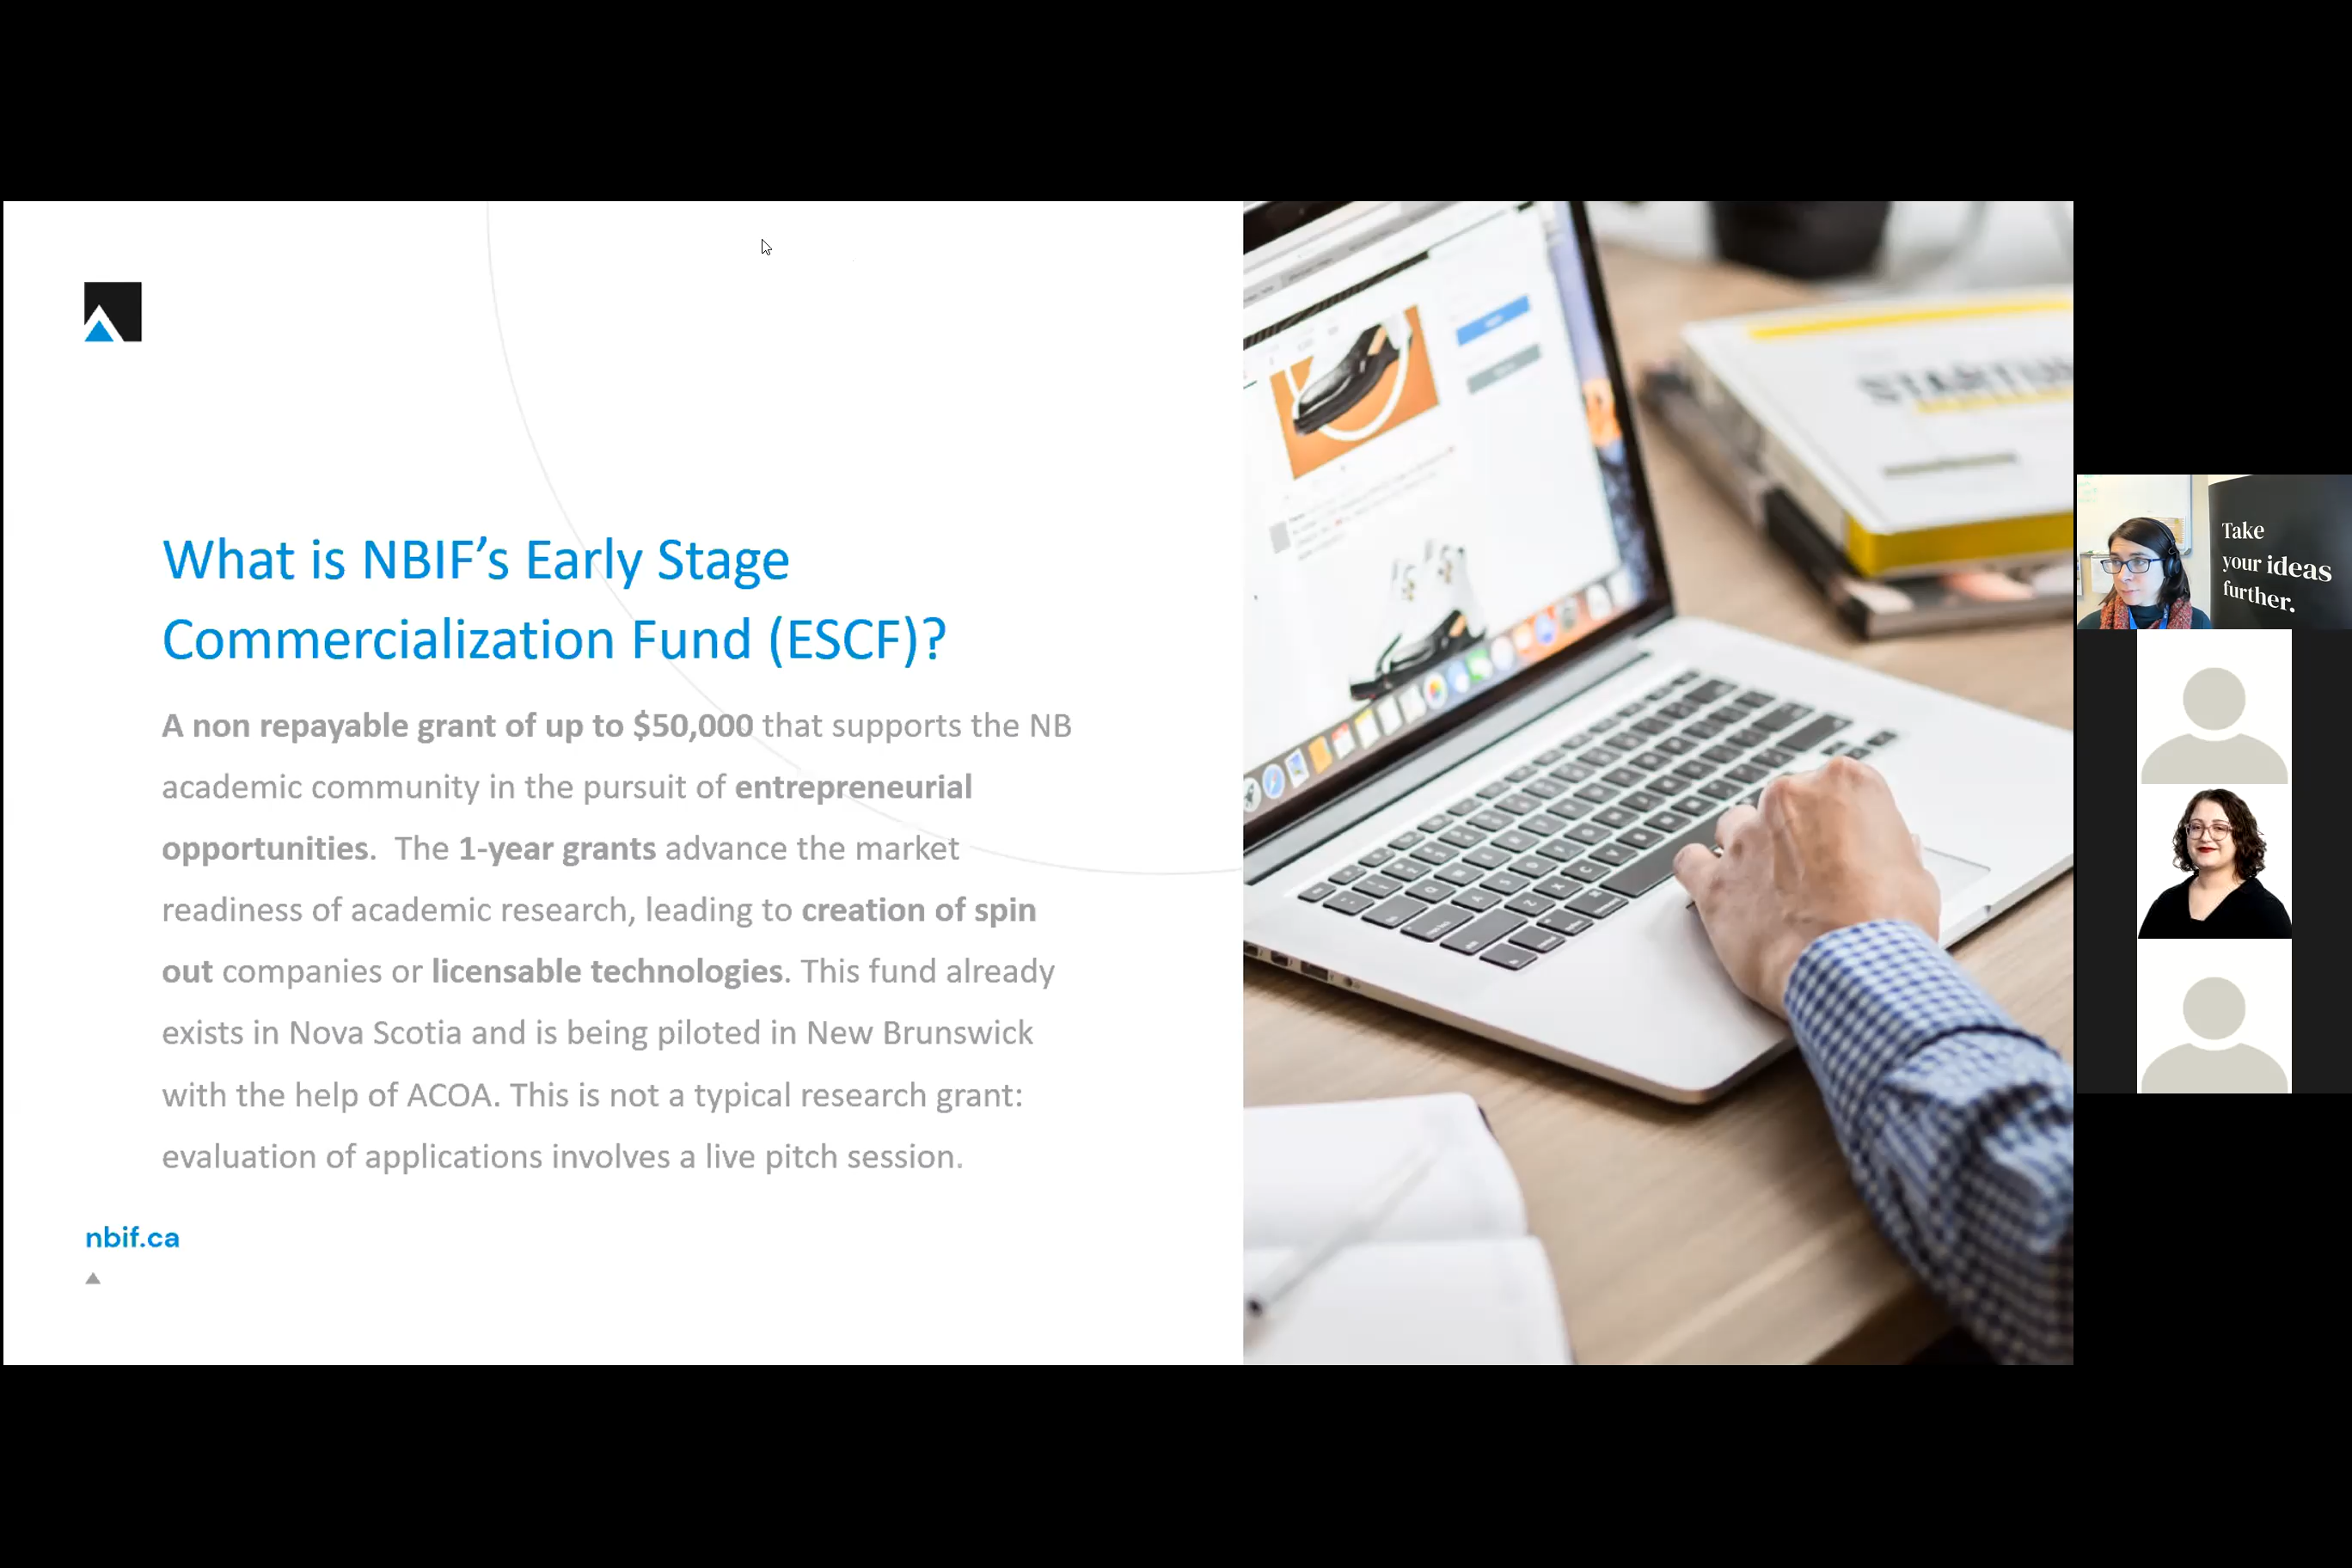 What is NBIF’s Early Stage
Commercialization Fund (ESCF)?
A non repayable grant of up to $50,000 that supports the NB
academic community in the pursuit of entrepreneurial
opportunities.  The 1-year grants advance the market
readiness of academic research, leading to creation of spin
out companies or licensable technologies. This fund already
exists in Nova Scotia and is being piloted in New Brunswick
with the help of ACOA. This is not a typical research grant:
evaluation of applications involves a live pitch session.
nbif.ca
Take
your ideas
further.